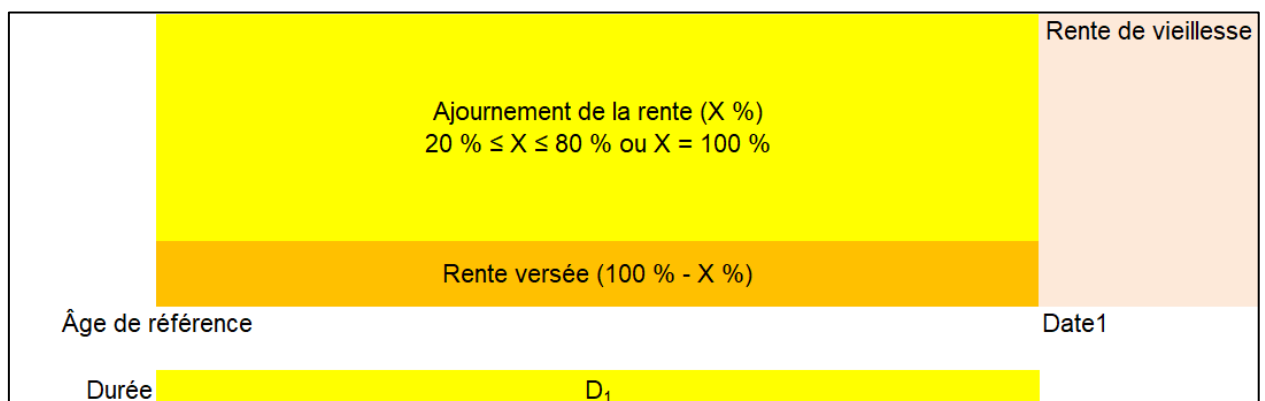 Rente de vieillesse
Ajournement de la rente (X %)
20 % ≤ X ≤ 80 % ou X = 100 %
Rente versée (100 % - X %)
Âge de référence
Date1
Durée
D₁